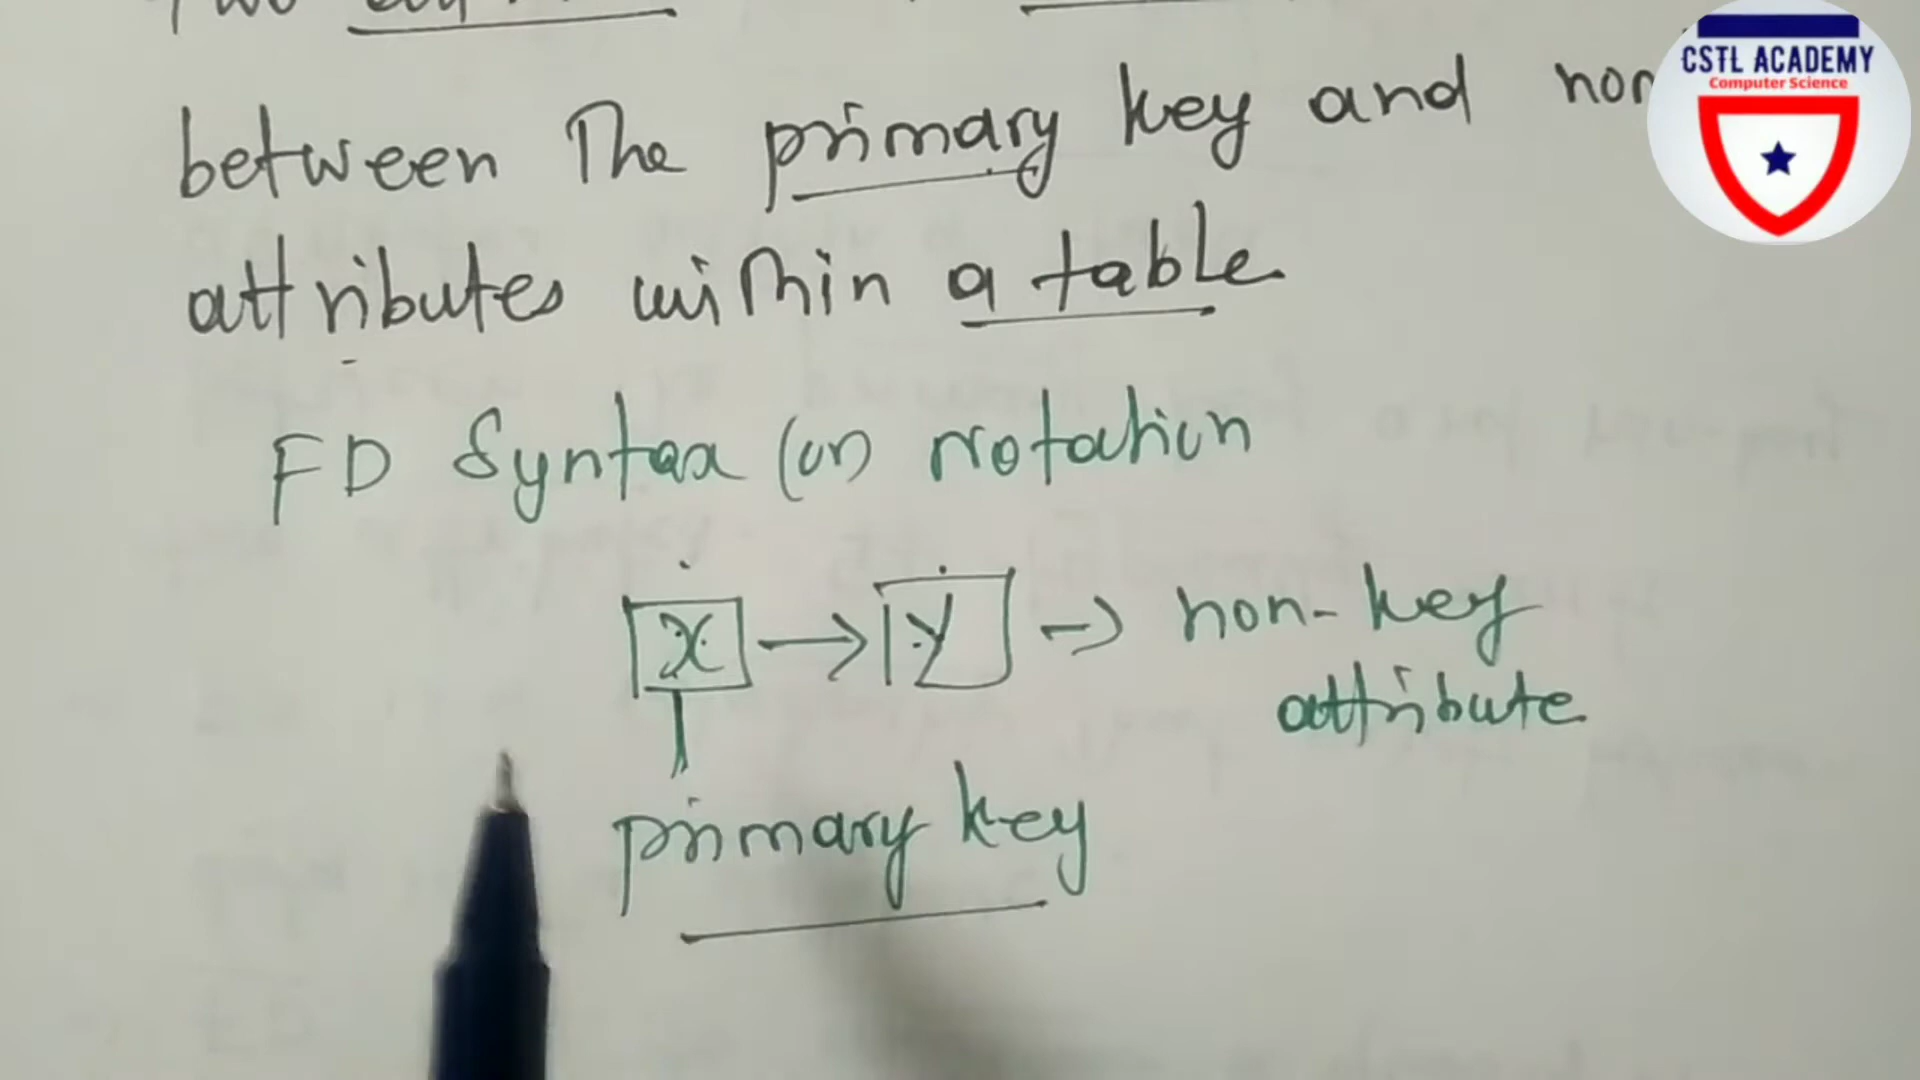 Two
between The primary key and non
attributes within a table
FD Syntax (or) notation
X → Y → non-key
attribute
primary key
CSTL ACADEMY
Computer Science